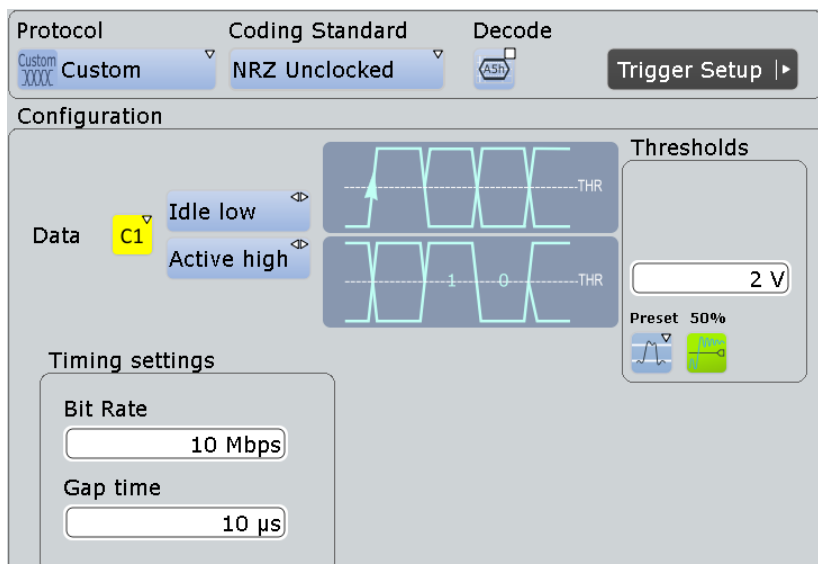 Protocol
Coding Standard
Decode
Custom
XXXX
Custom
NRZ Unclocked
A5h
Trigger Setup
Configuration
Thresholds
Data
C1
Idle low
Active high
THR
1
0
THR
2 V
Preset
50%
Timing settings
Bit Rate
10 Mbps
Gap time
10 µs